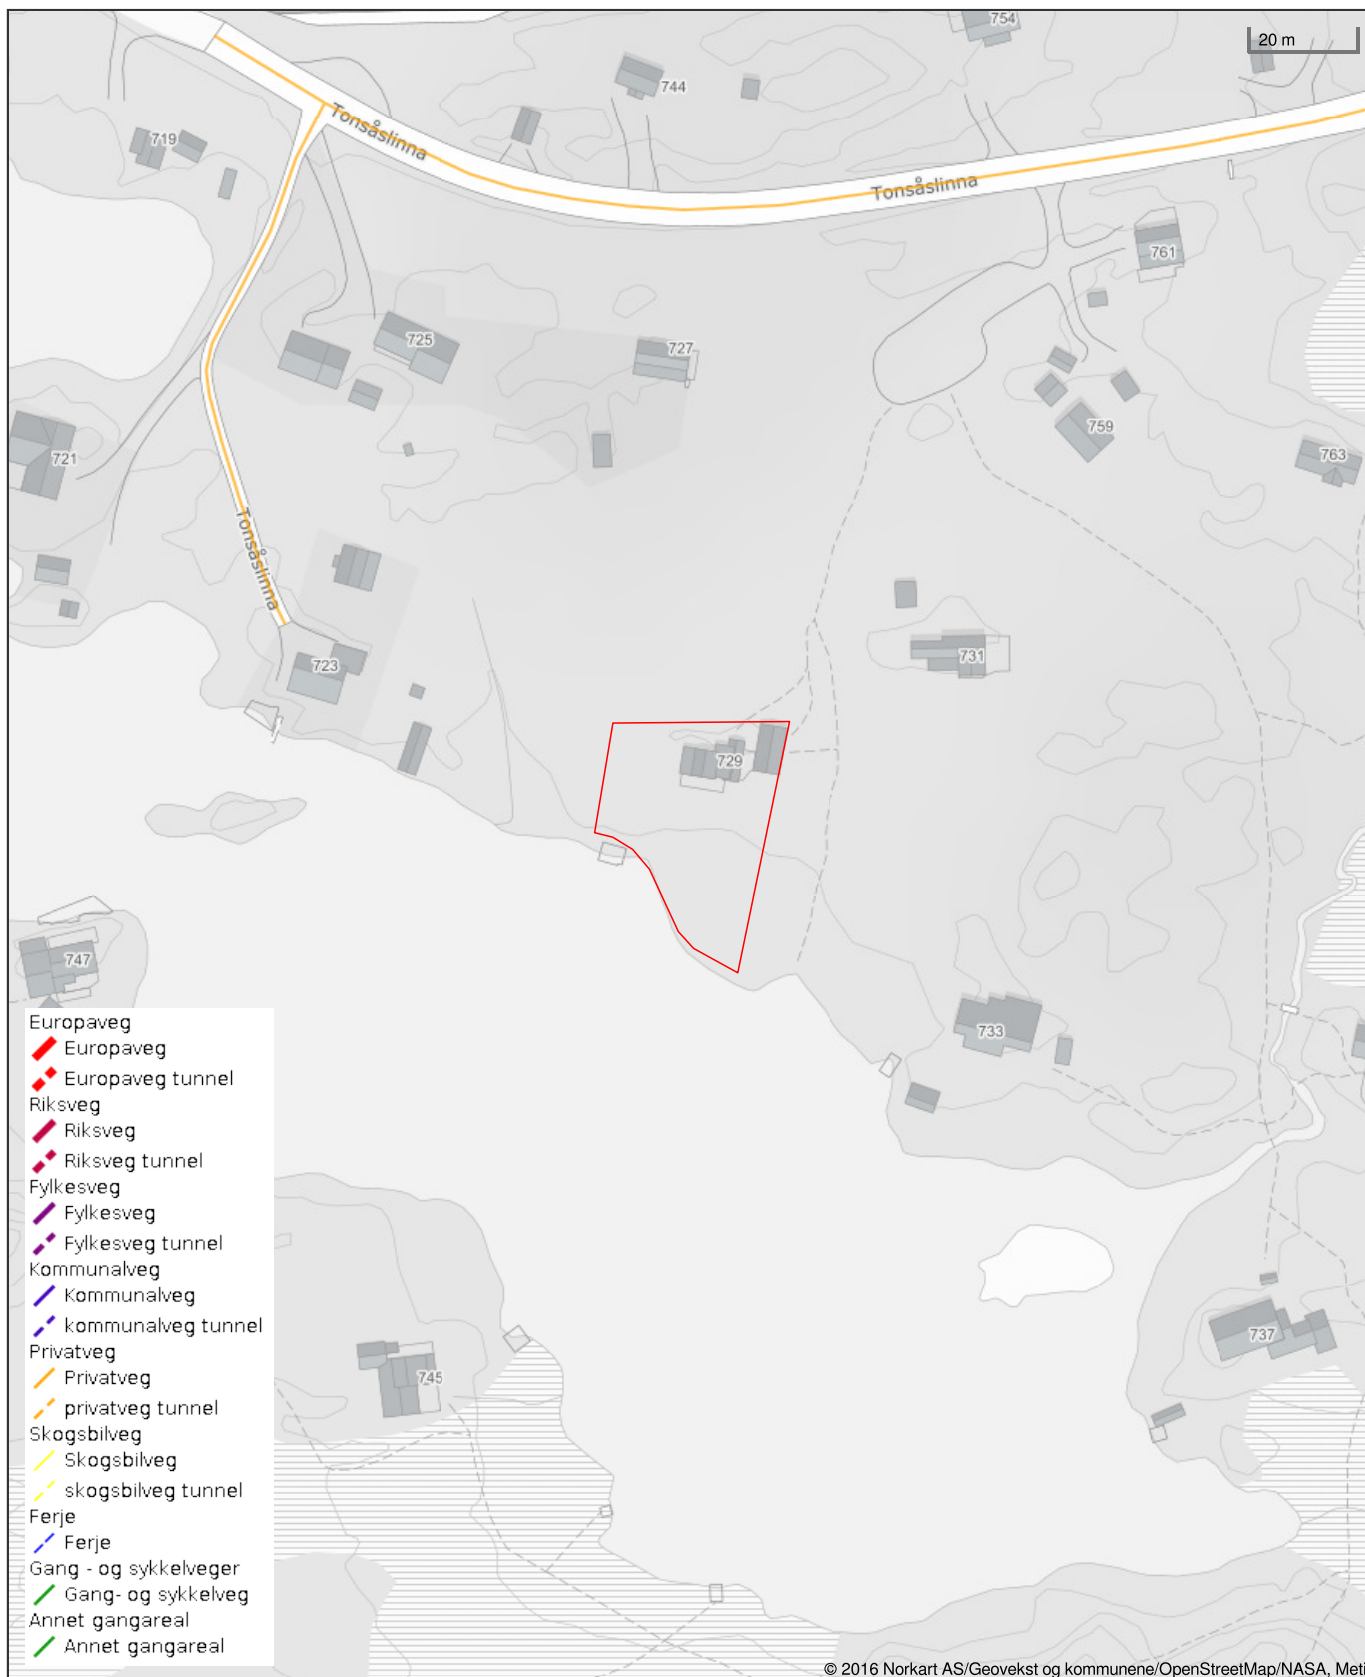 754
20 m
744
Tonsåslinna
719
Tonsåslinna
761
725
727
759
721
763
Tonsåslinna
731
723
729
747
733
Europaveg
Europaveg
Europaveg tunnel
Riksveg
Riksveg
Riksveg tunnel
Fylkesveg
Fylkesveg
Fylkesveg tunnel
Kommunalveg
Kommunalveg
kommunalveg tunnel
Privatveg
Privatveg
privatveg tunnel
Skogsbilveg
Skogsbilveg
skogsbilveg tunnel
Ferje
Ferje
Gang - og sykkelveger
Gang- og sykkelveg
Annet gangareal
Annet gangareal
737
745
© 2016 Norkart AS/Geovekst og kommunene/OpenStreetMap/NASA, Meti